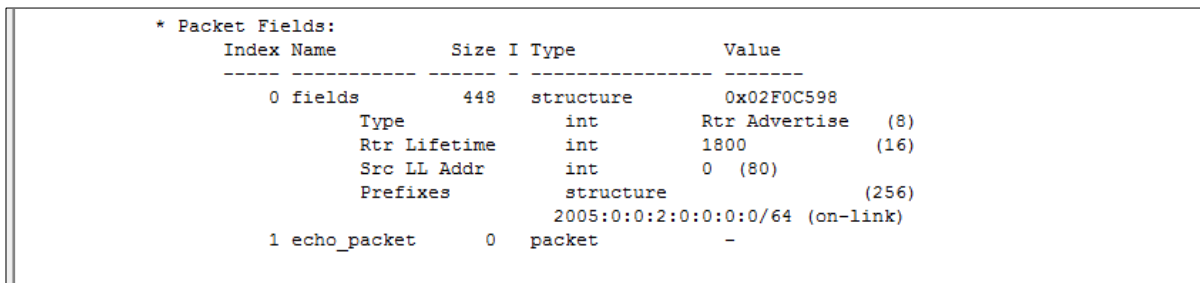 * Packet Fields:
Index Name Size I Type Value
----- ----------- ------ - ---------------- -------
0 fields 448 structure 0x02F0C598
Type int Rtr Advertise (8)
Rtr Lifetime int 1800 (16)
Src LL Addr int 0 (80)
Prefixes structure (256)
2005:0:0:2:0:0:0:0/64 (on-link)
1 echo_packet 0 packet -